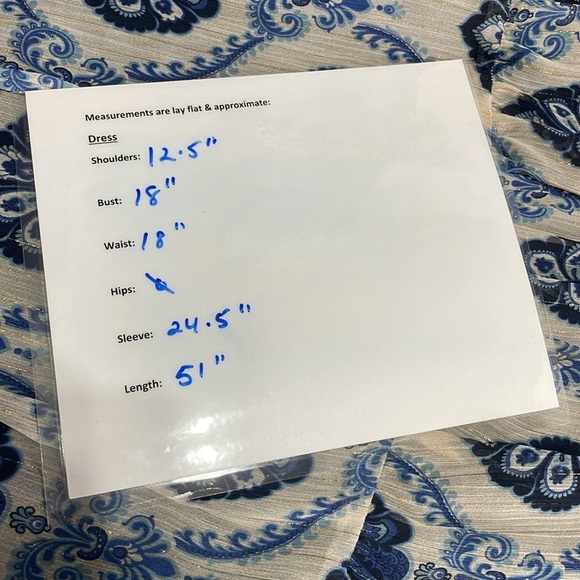 Measurements are lay flat & approximate:
Dress
Shoulders: 12.5"
Bust: 18"
Waist: 18"
Hips:
Sleeve: 24.5"
Length: 51"